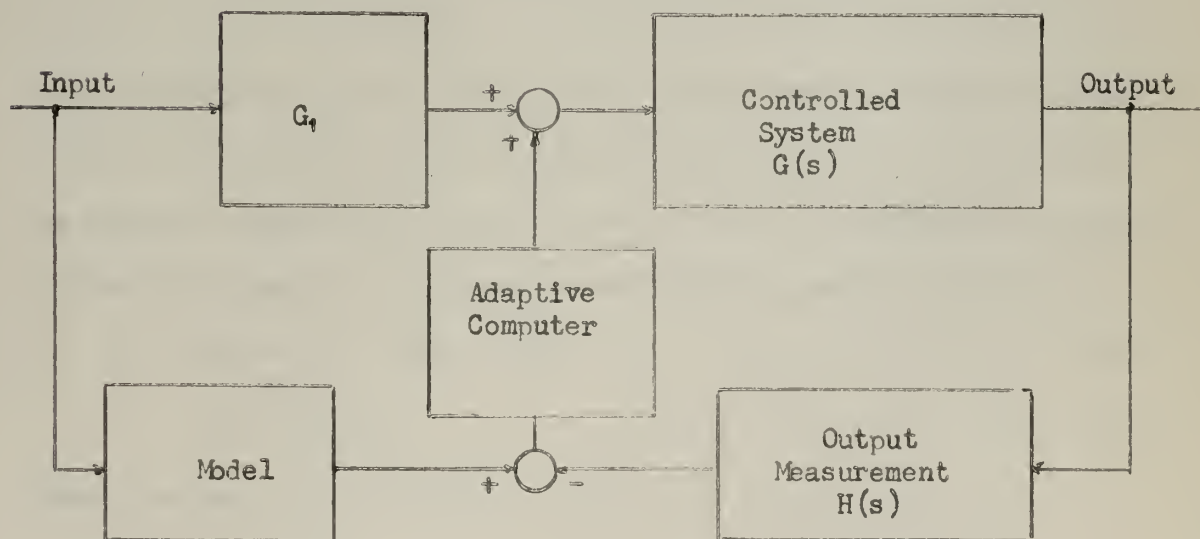 Input
G₁
+
+
Controlled
System
G(s)
Output
Adaptive
Computer
Model
+
-
Output
Measurement
H(s)